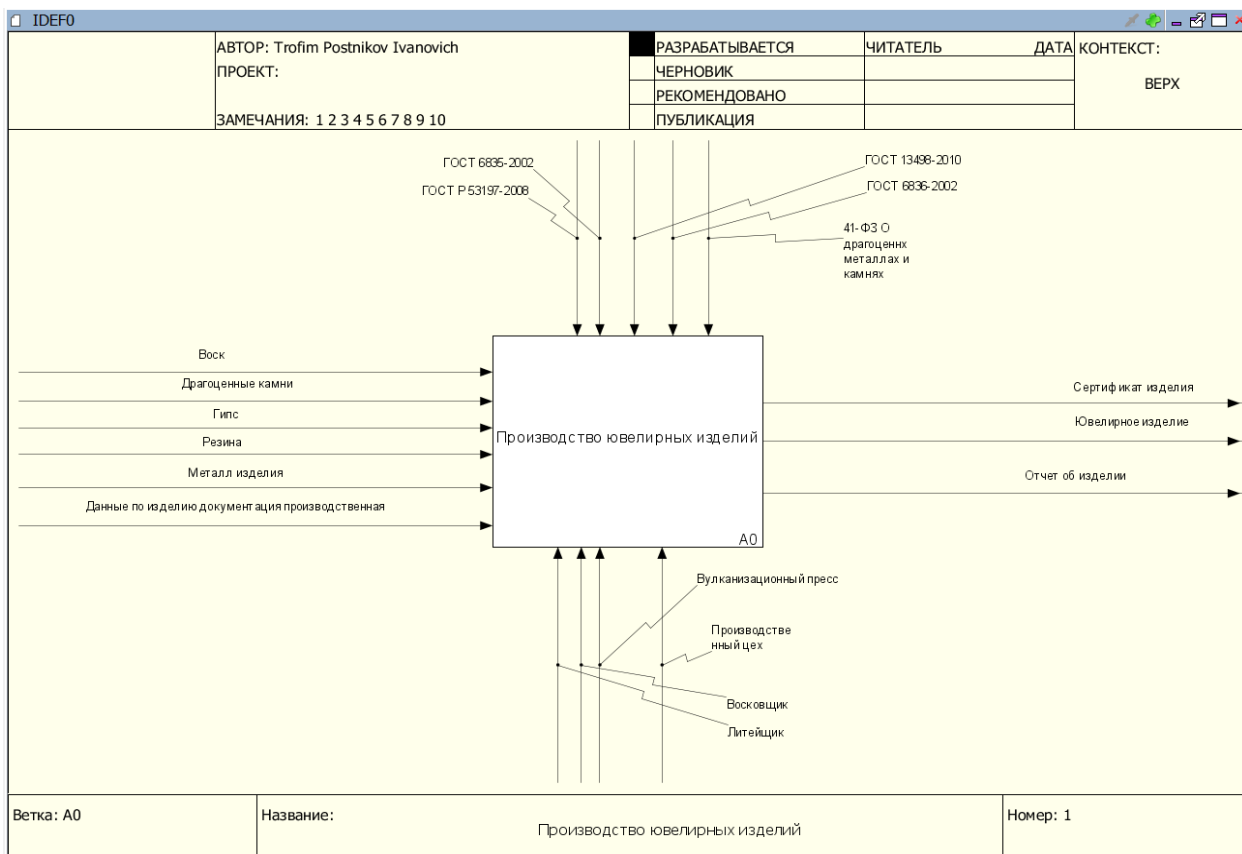 IDEF0
АВТОР: Trofim Postnikov Ivanovich
ПРОЕКТ:
ЗАМЕЧАНИЯ: 1 2 3 4 5 6 7 8 9 10
РАЗРАБАТЫВАЕТСЯ
ЧЕРНОВИК
РЕКОМЕНДОВАНО
ПУБЛИКАЦИЯ
ЧИТАТЕЛЬ
ДАТА
КОНТЕКСТ:
ВЕРХ
ГОСТ 6835-2002
ГОСТ Р 53197-2008
ГОСТ 13498-2010
ГОСТ 6836-2002
41-ФЗ О
драгоценнх
металлах и
камнях
Воск
Драгоценные камни
Гипс
Резина
Металл изделия
Данные по изделию документация производственная
Производство ювелирных изделий
A0
Сертификат изделия
Ювелирное изделие
Отчет об изделии
Вулканизационный пресс
Производстве
нный цех
Восковщик
Литейщик
Ветка: A0
Название:
Производство ювелирных изделий
Номер: 1